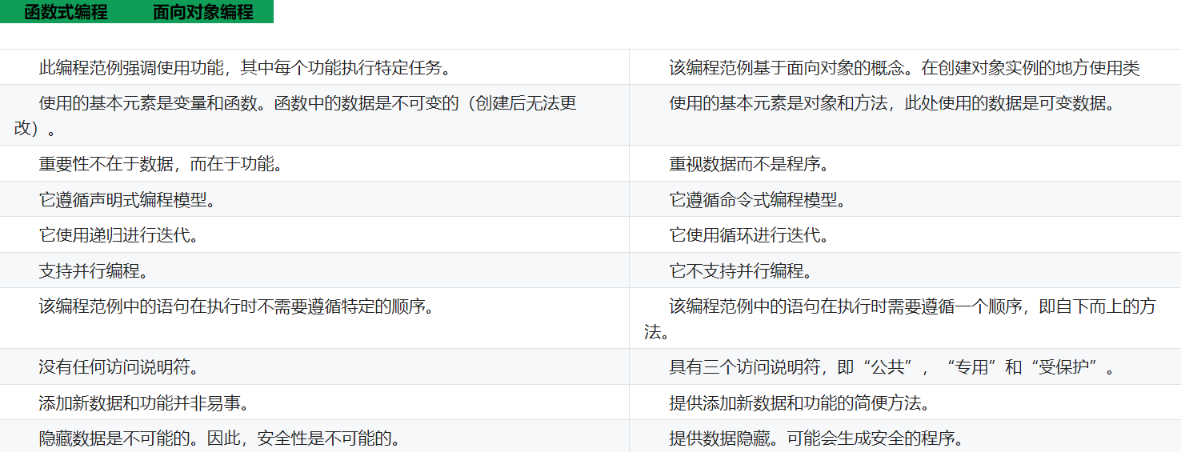 函数式编程 面向对象编程
此编程范例强调使用功能，其中每个功能执行特定任务。 该编程范例基于面向对象的概念。在创建对象实例的地方使用类
使用的基本元素是变量和函数。函数中的数据是不可变的（创建后无法更 使用的基本元素是对象和方法，此处使用的数据是可变数据。
改）。
重要性不在于数据，而在于功能。 重视数据而不是程序。
它遵循声明式编程模型。 它遵循命令式编程模型。
它使用递归进行迭代。 它使用循环进行迭代。
支持并行编程。 它不支持并行编程。
该编程范例中的语句在执行时不需要遵循特定的顺序。 该编程范例中的语句在执行时需要遵循一个顺序，即自下而上的方
法。
没有任何访问说明符。 具有三个访问说明符，即“公共”，“专用”和“受保护”。
添加新数据和功能并非易事。 提供添加新数据和功能的简便方法。
隐藏数据是不可能的。因此，安全性是不可能的。 提供数据隐藏。可能会生成安全的程序。